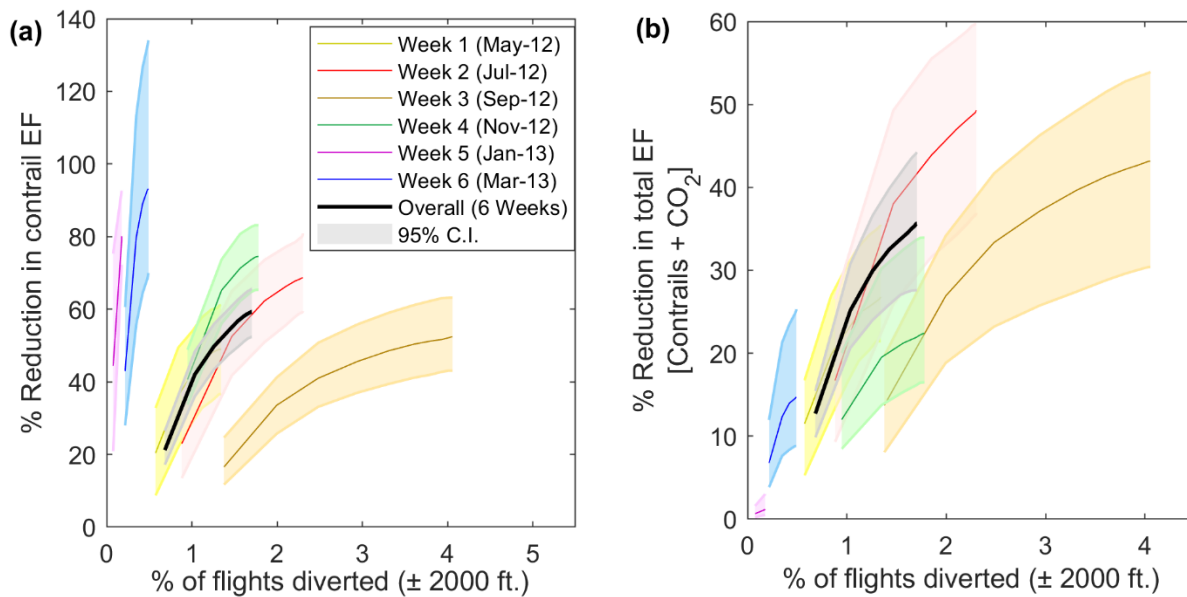 (a)
140
120
100
80
60
40
20
0
% Reduction in contrail EF
0 1 2 3 4 5
% of flights diverted (± 2000 ft.)
Week 1 (May-12)
Week 2 (Jul-12)
Week 3 (Sep-12)
Week 4 (Nov-12)
Week 5 (Jan-13)
Week 6 (Mar-13)
Overall (6 Weeks)
95% C.I.
(b)
60
50
40
30
20
10
0
% Reduction in total EF
[Contrails + CO2]
0 1 2 3 4
% of flights diverted (± 2000 ft.)